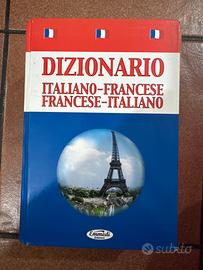 DIZIONARIO
ITALIANO-FRANCESE
FRANCESE-ITALIANO
subito